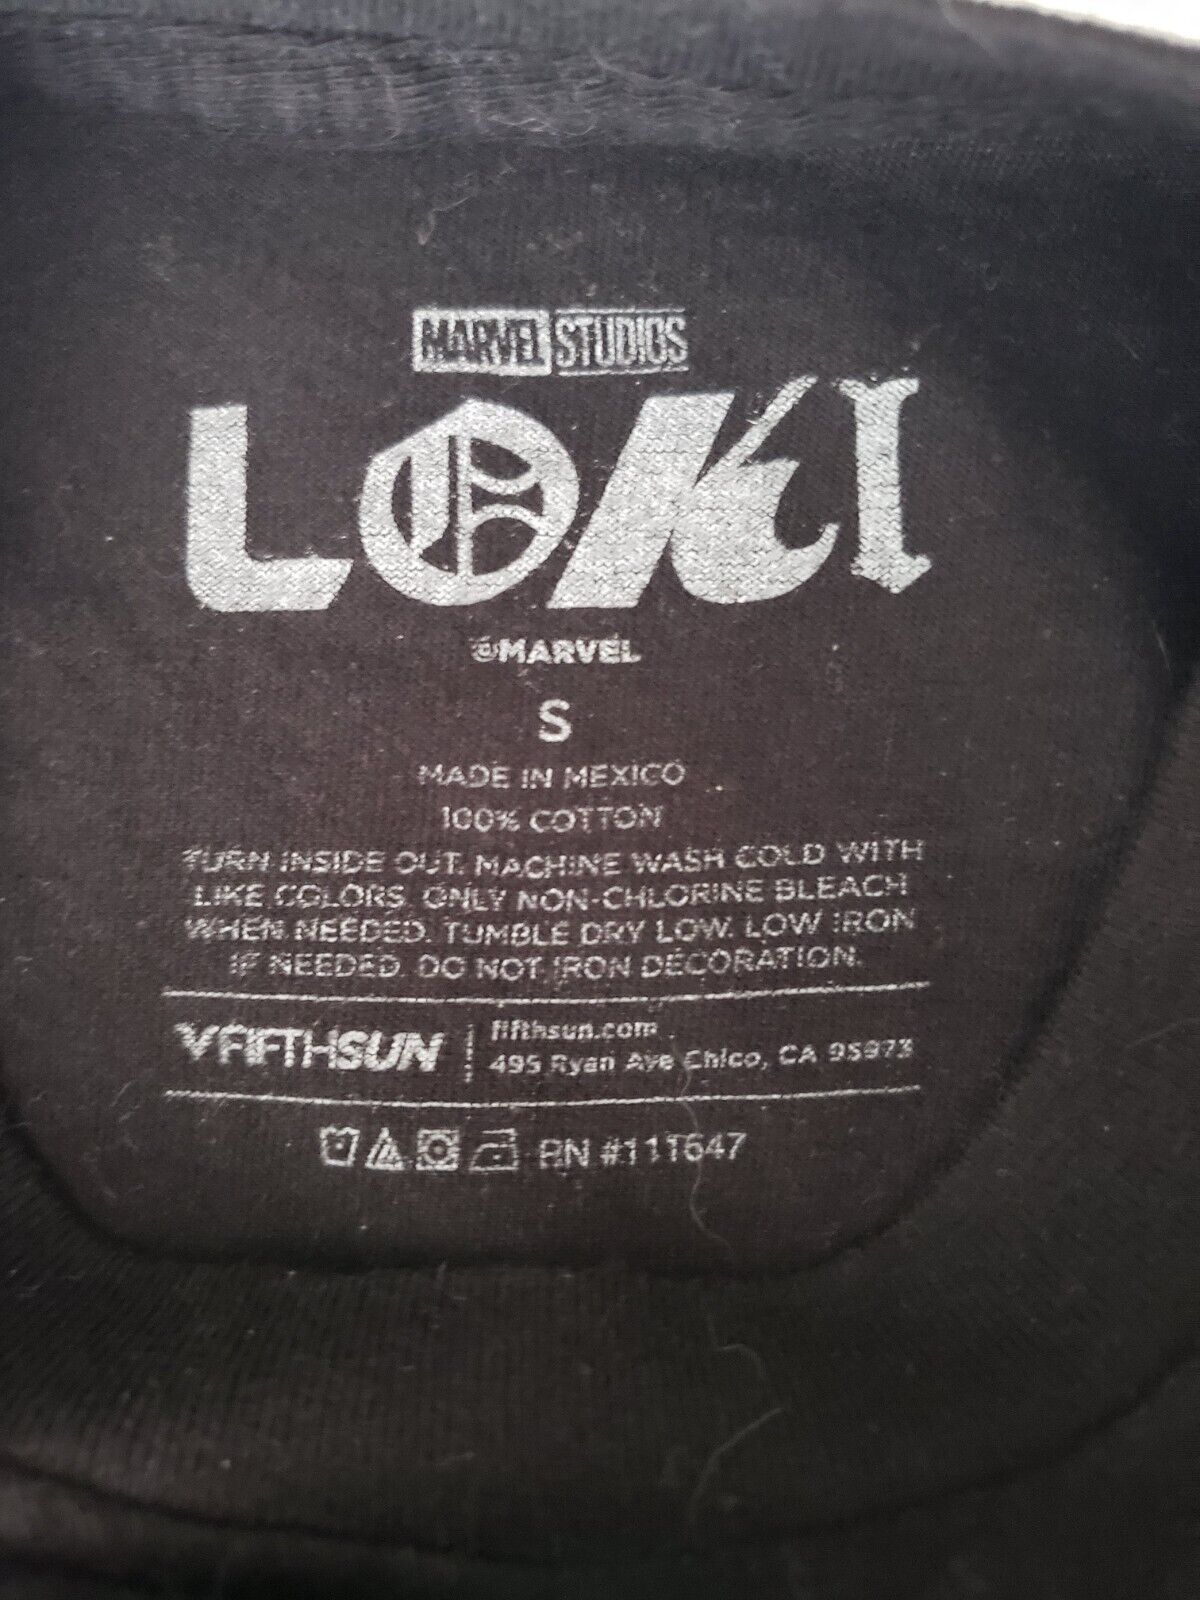 MARVEL STUDIOS
LOKI
©MARVEL
S
MADE IN MEXICO
100% COTTON
TURN INSIDE OUT. MACHINE WASH COLD WITH
LIKE COLORS. ONLY NON-CHLORINE BLEACH
WHEN NEEDED. TUMBLE DRY LOW. LOW IRON
IF NEEDED. DO NOT IRON DECORATION.
FIFTHSUN
fifthsun.com
495 Ryan Ave Chico, CA 95973
RN #111647